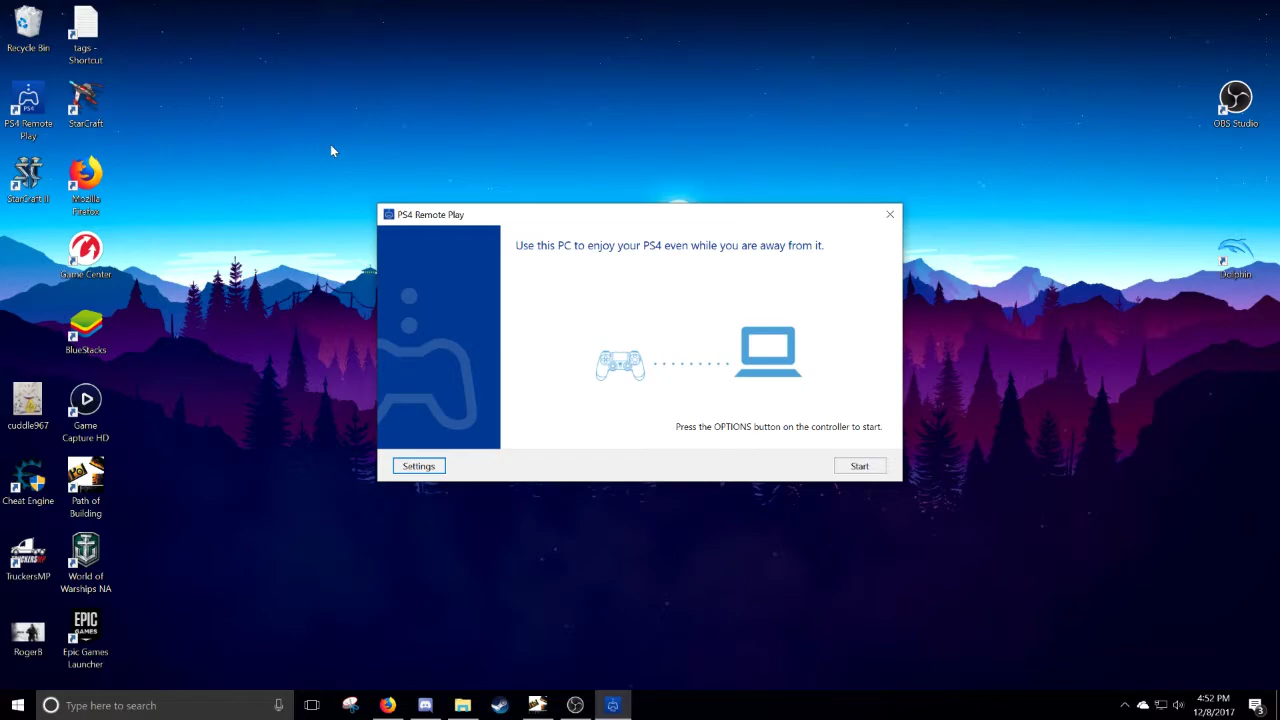 Recycle Bin
tags -
Shortcut
PS4 Remote
Play
StarCraft
StarCraft II
Mozilla
Firefox
Game Center
BlueStacks
cuddle967
Game
Capture HD
Cheat Engine
Path of
Building
TruckersMP
World of
Warships NA
RogerB
EPIC
GAMES
Epic Games
Launcher
OBS Studio
Dolphin
PS4 Remote Play
Use this PC to enjoy your PS4 even while you are away from it.
Press the OPTIONS button on the controller to start.
Settings
Start
Type here to search
4:52 PM
12/8/2017
3